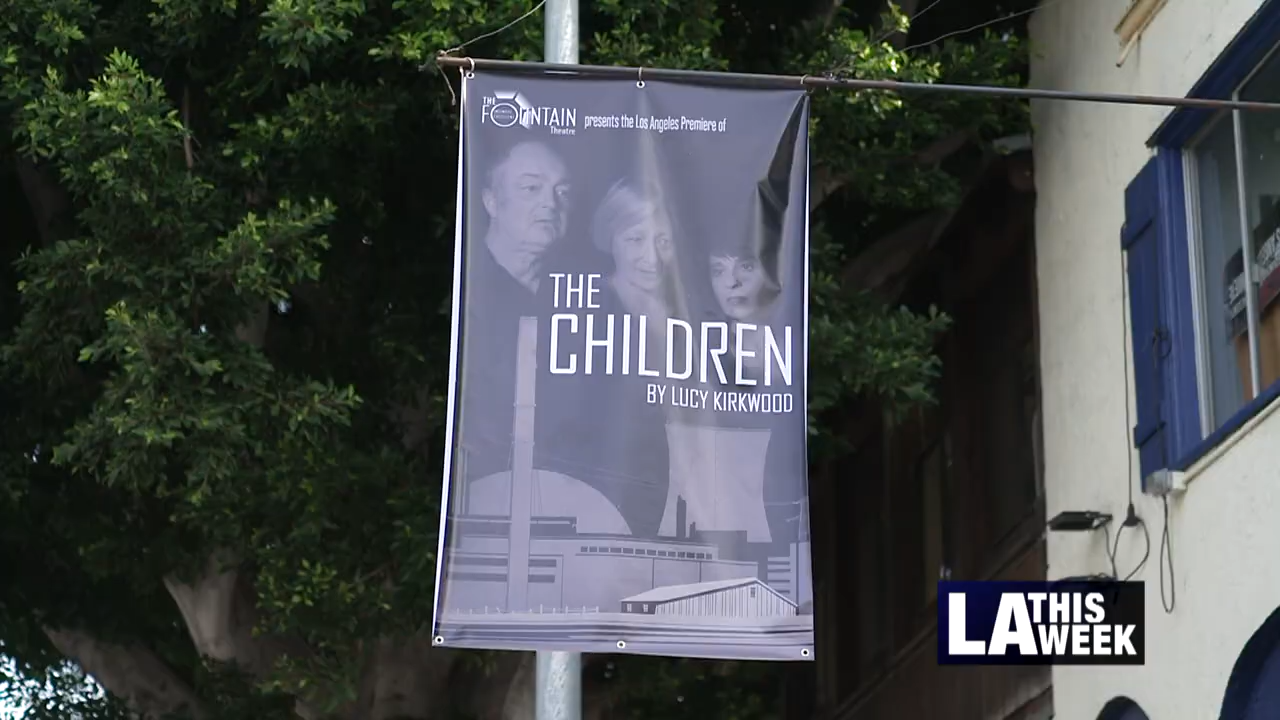 THE
FOUNTAIN
Theatre
presents the Los Angeles Premiere of
THE
CHILDREN
BY LUCY KIRKWOOD
LA THIS
WEEK